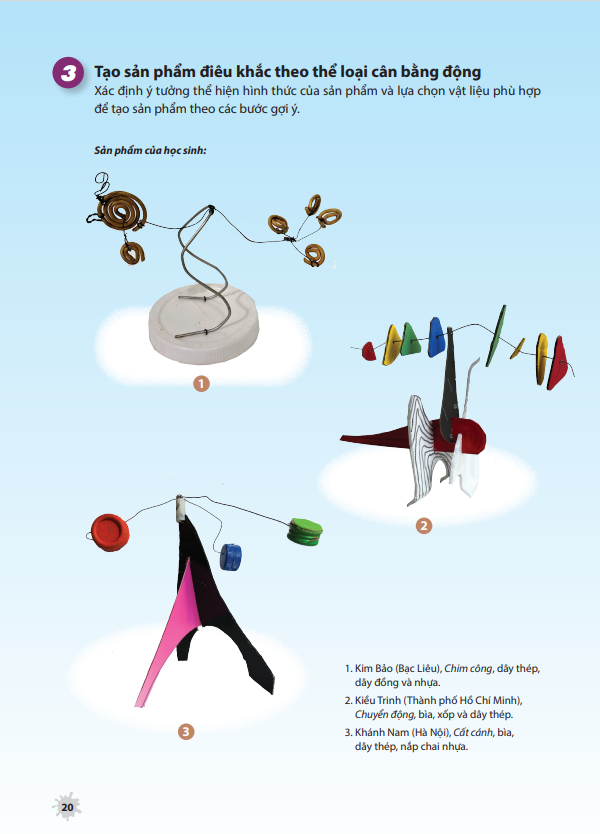 3 Tạo sản phẩm điêu khắc theo thể loại cân bằng động
Xác định ý tưởng thể hiện hình thức của sản phẩm và lựa chọn vật liệu phù hợp
để tạo sản phẩm theo các bước gợi ý.
Sản phẩm của học sinh:
1
2
3
1. Kim Bảo (Bạc Liêu), Chim công, dây thép,
dây đồng và nhựa.
2. Kiều Trinh (Thành phố Hồ Chí Minh),
Chuyển động, bìa, xốp và dây thép.
3. Khánh Nam (Hà Nội), Cất cánh, bìa,
dây thép, nắp chai nhựa.
20